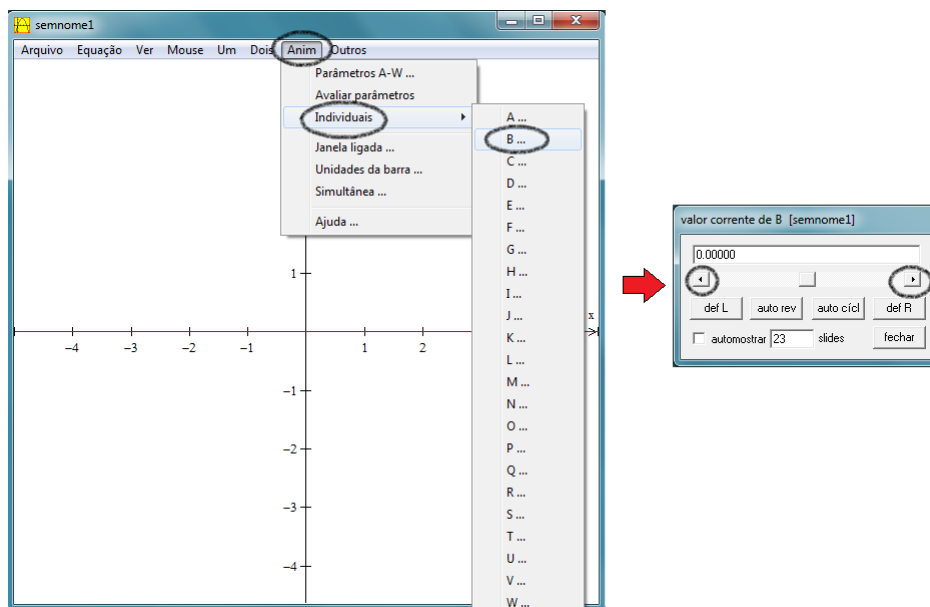 semnome1
Arquivo Equação Ver Mouse Um Dois Anim Outros
Parâmetros A-W ...
Avaliar parâmetros
Individuais
Janela ligada ...
Unidades da barra ...
Simultânea ...
Ajuda ...
A ...
B ...
C ...
D ...
E ...
F ...
G ...
H ...
I ...
J ...
K ...
L ...
M ...
N ...
O ...
P ...
Q ...
R ...
S ...
T ...
U ...
V ...
W ...
1
x
−4 −3 −2 −1 1 2
−1
−2
−3
−4
valor corrente de B [semnome1]
0.00000
def L auto rev auto cícl def R
automostrar 23 slides fechar